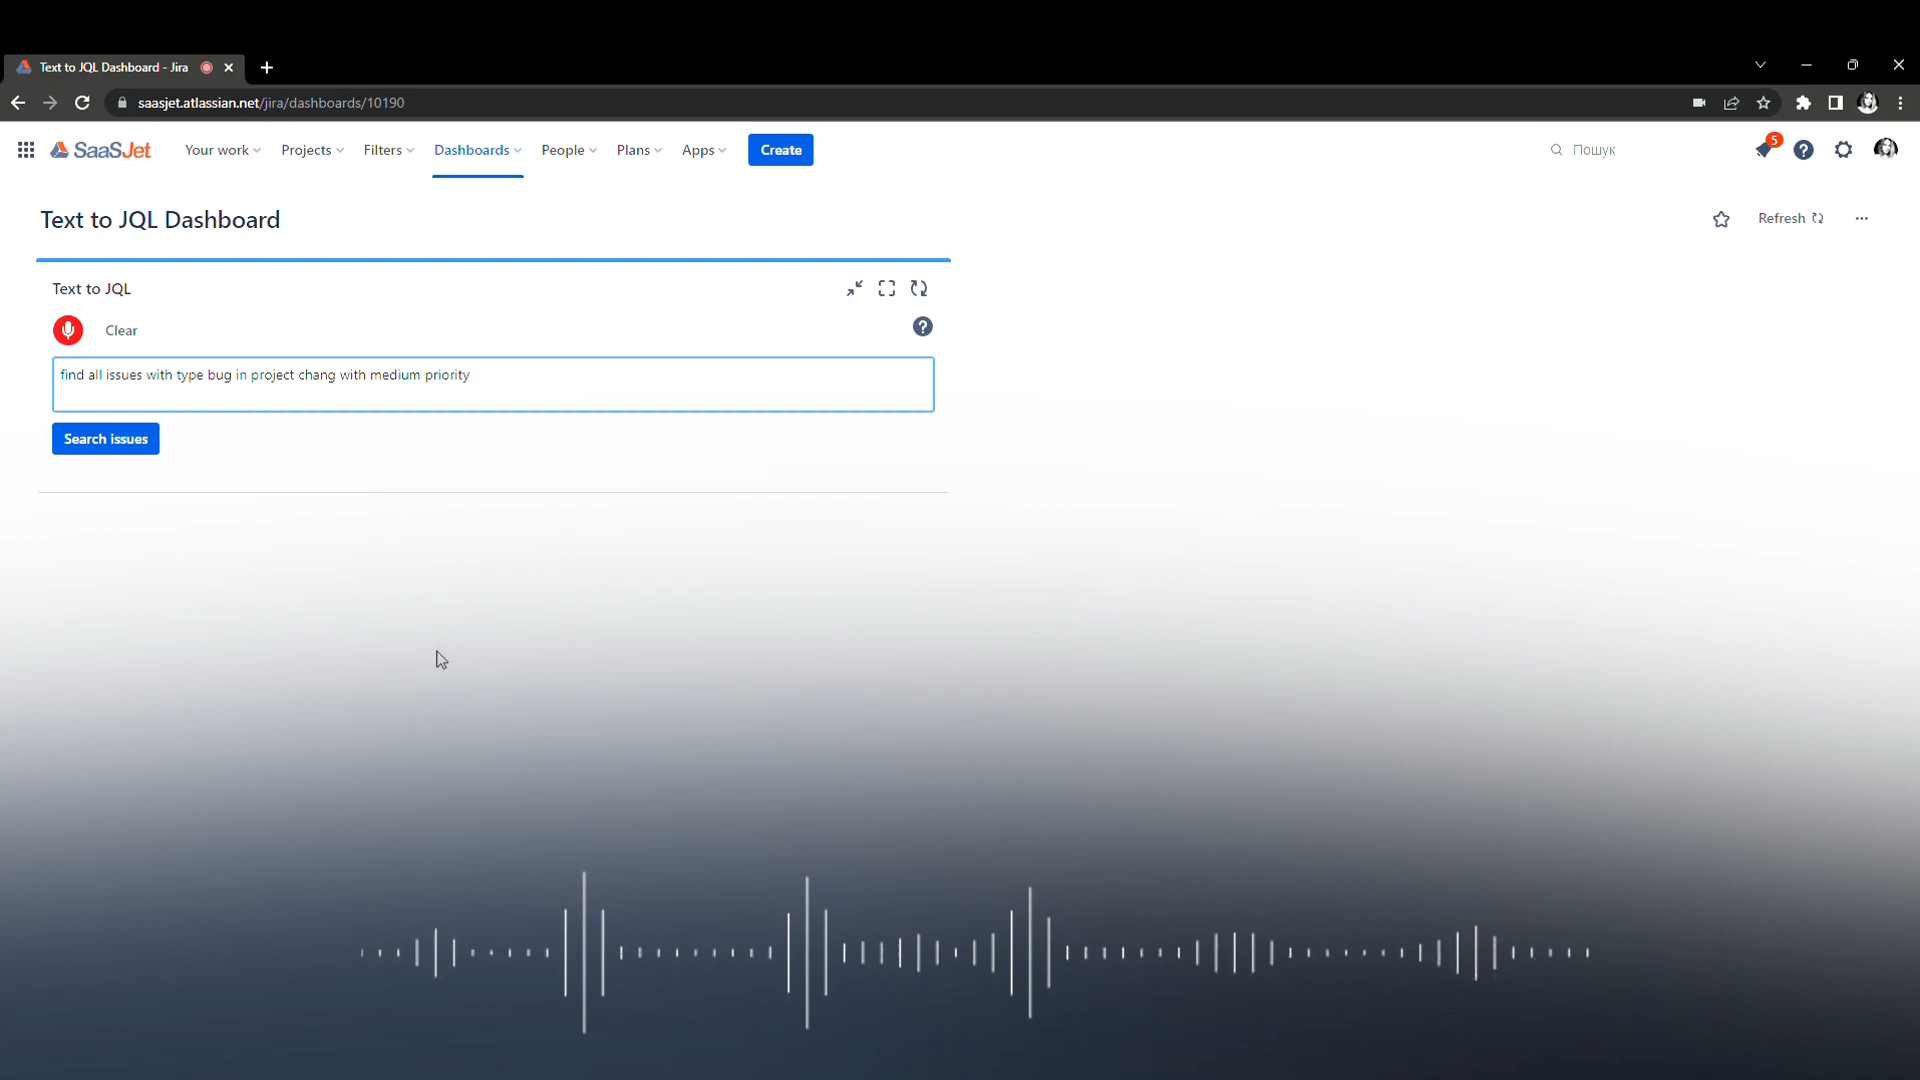 Text to JQL Dashboard - Jira
saasjet.atlassian.net/jira/dashboards/10190
SaaSJet Your work Projects Filters Dashboards People Plans Apps Create Пошук 5
Text to JQL Dashboard Refresh
Text to JQL
Clear
find all issues with type bug in project chang with medium priority
Search issues